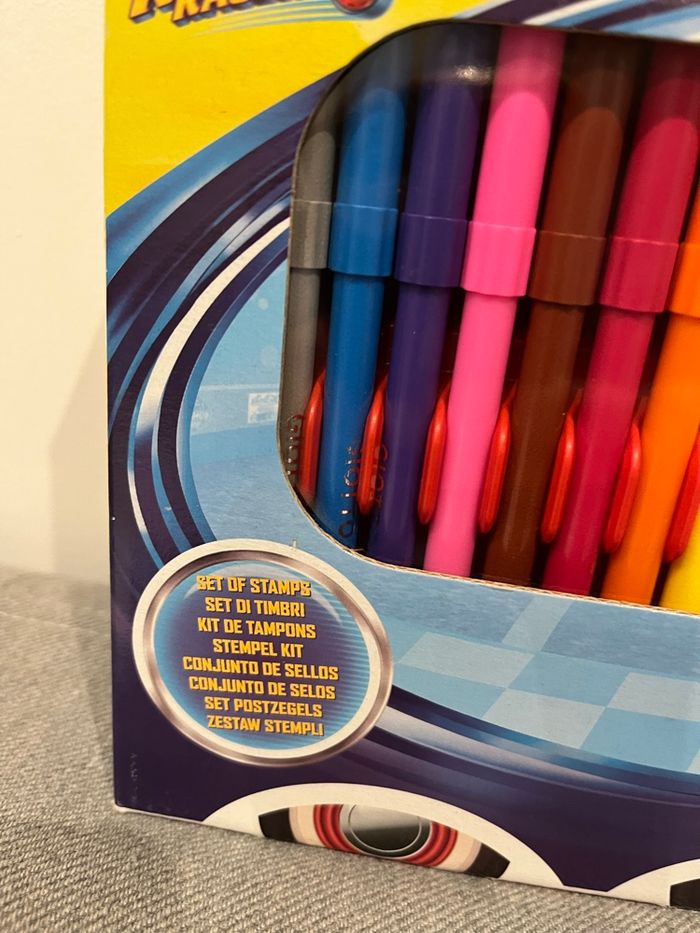 SET OF STAMPS
SET DI TIMBRI
KIT DE TAMPONS
STEMPEL KIT
CONJUNTO DE SELLOS
CONJUNTO DE SELOS
SET POSTZEGELS
ZESTAW STEMPLI